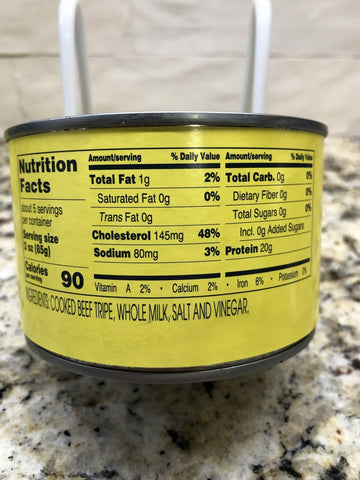 Nutrition
Facts
about 5 servings
per container
Serving size
3 oz (85g)
Calories
per serving 90
Amount/serving % Daily Value
Total Fat 1g 2%
Saturated Fat 0g 0%
Trans Fat 0g
Cholesterol 145mg 48%
Sodium 80mg 3%
Amount/serving % Daily Value
Total Carb. 0g 0%
Dietary Fiber 0g 0%
Total Sugars 0g
Incl. 0g Added Sugars 0%
Protein 20g
Vitamin A 2% • Calcium 2% • Iron 6% • Potassium 0%
INGREDIENTS: COOKED BEEF TRIPE, WHOLE MILK, SALT AND VINEGAR.